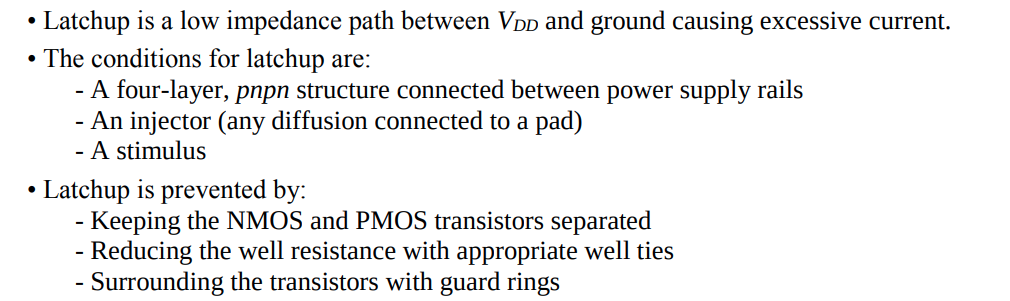 • Latchup is a low impedance path between VDD and ground causing excessive current.
• The conditions for latchup are:
- A four-layer, pnpn structure connected between power supply rails
- An injector (any diffusion connected to a pad)
- A stimulus
• Latchup is prevented by:
- Keeping the NMOS and PMOS transistors separated
- Reducing the well resistance with appropriate well ties
- Surrounding the transistors with guard rings